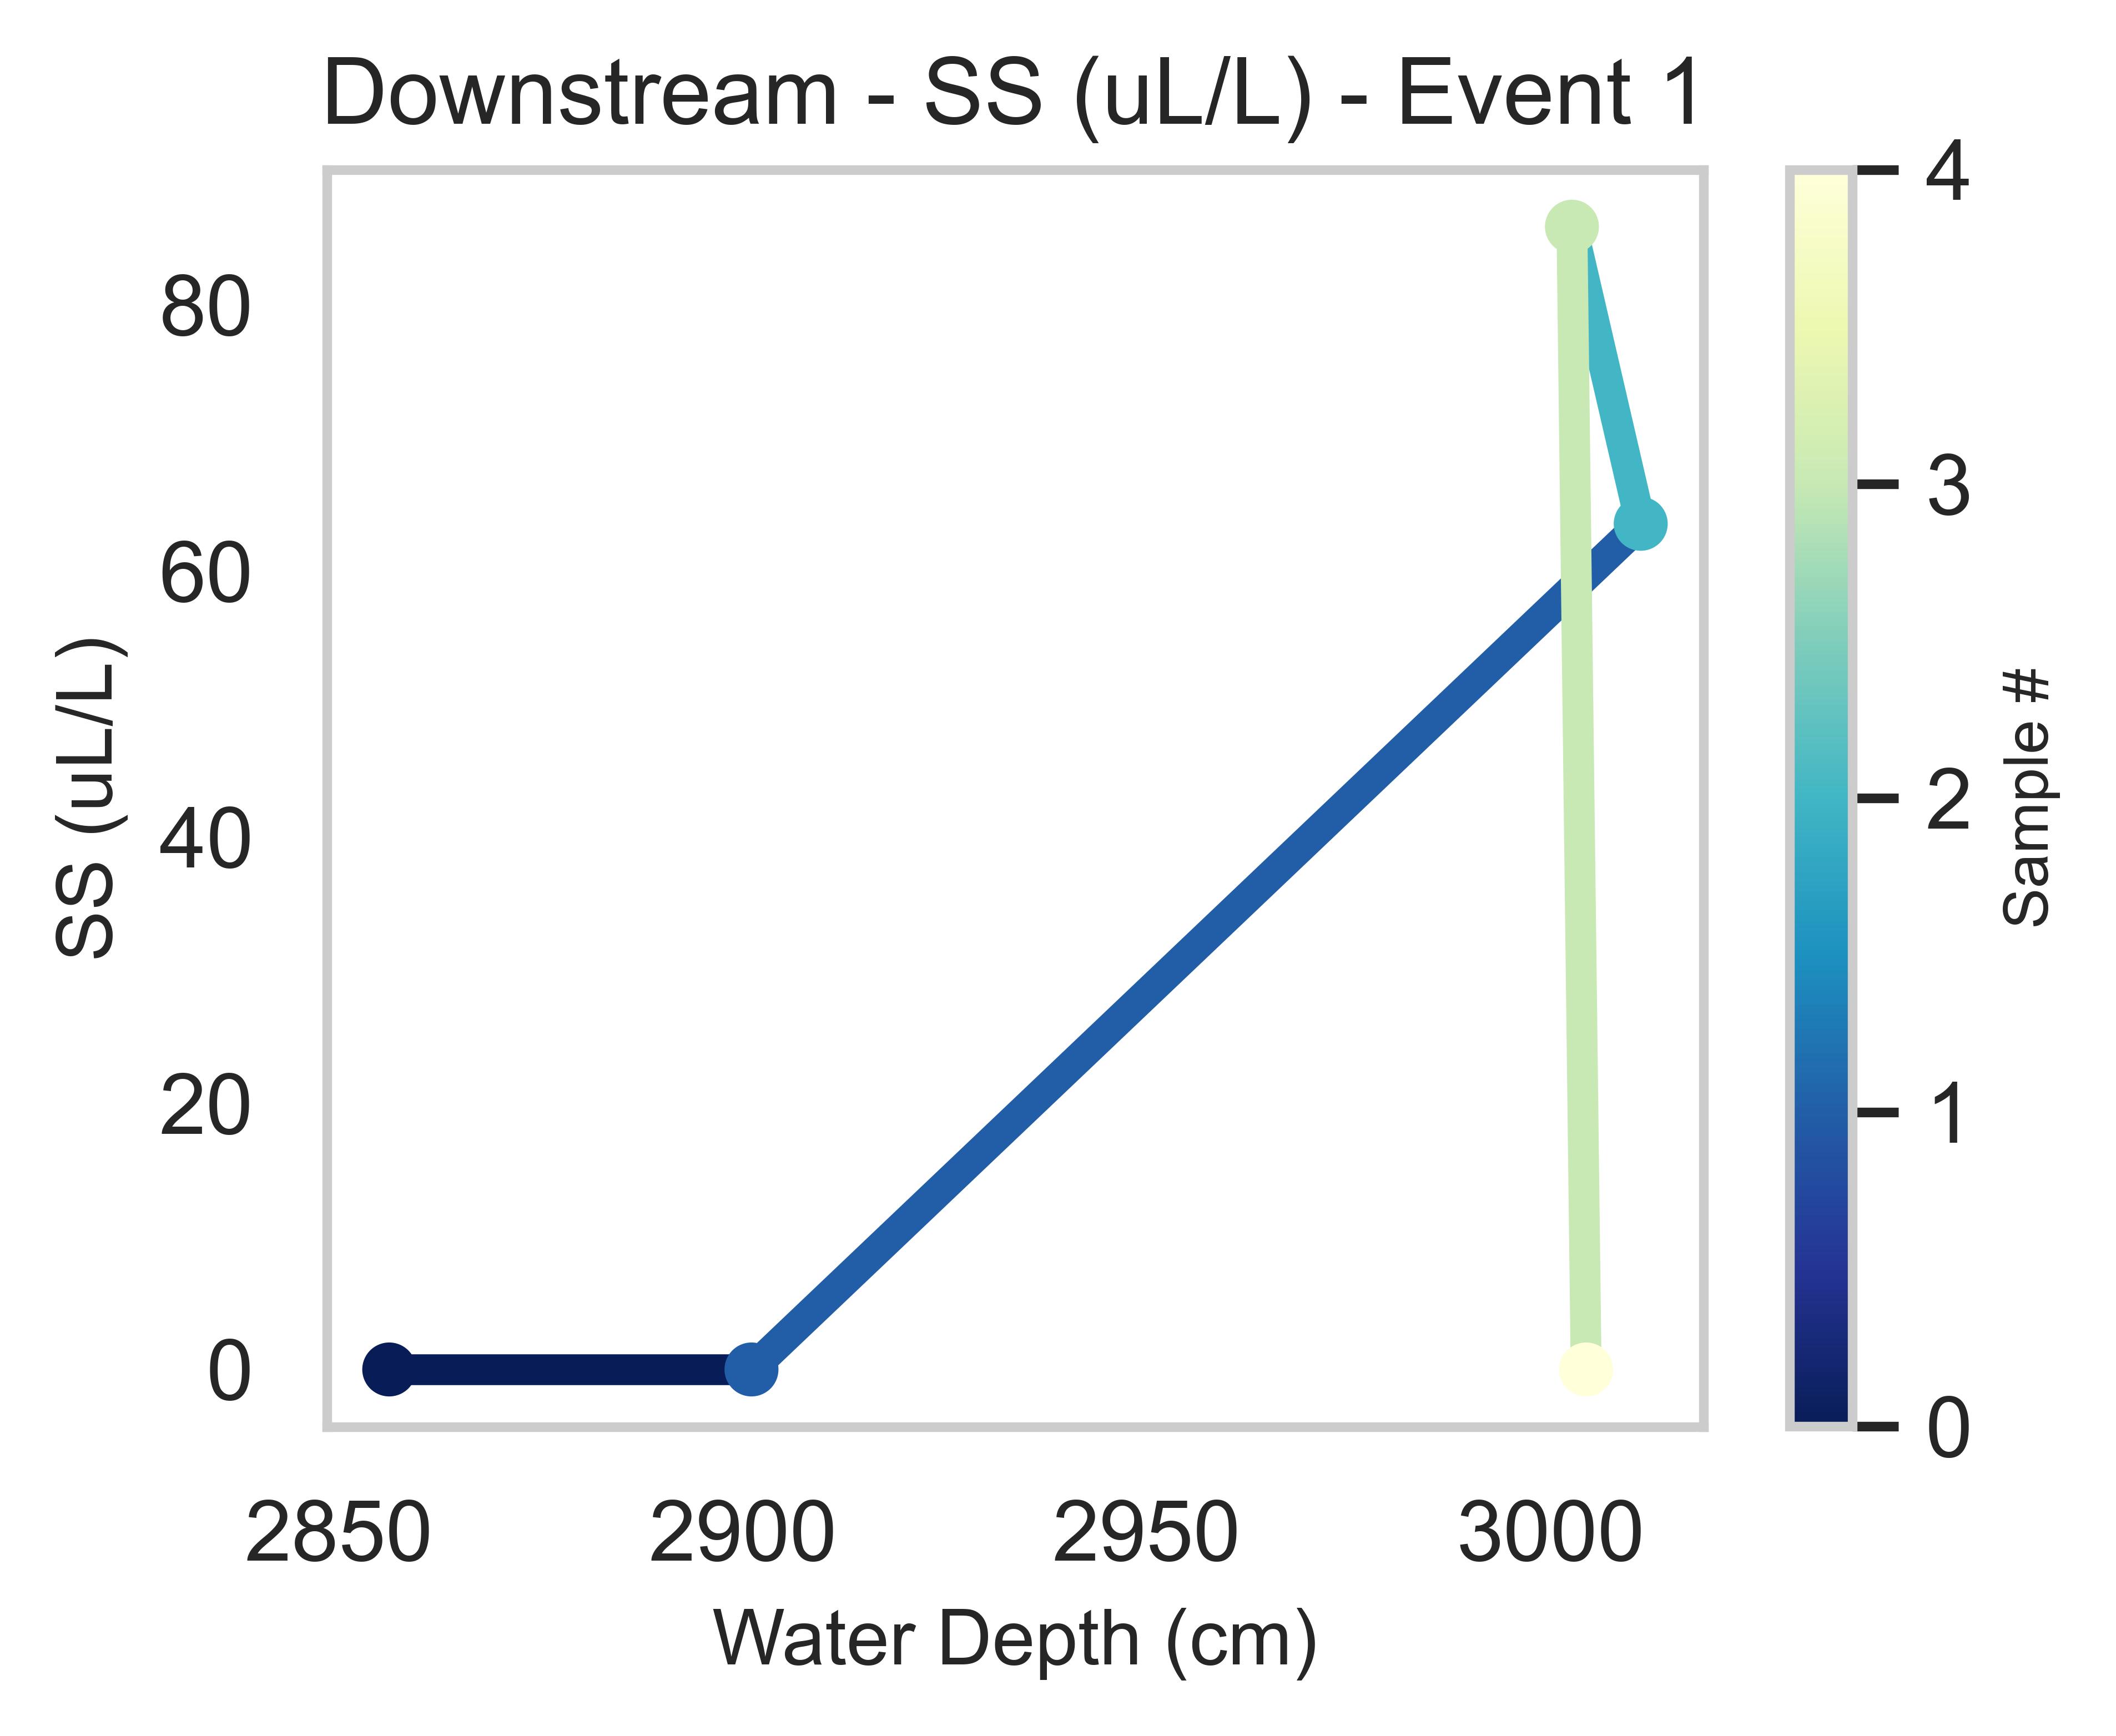 Downstream - SS (uL/L) - Event 1
SS (uL/L)
80
60
40
20
0
2850 2900 2950 3000
Water Depth (cm)
4
3
2
1
0
Sample #